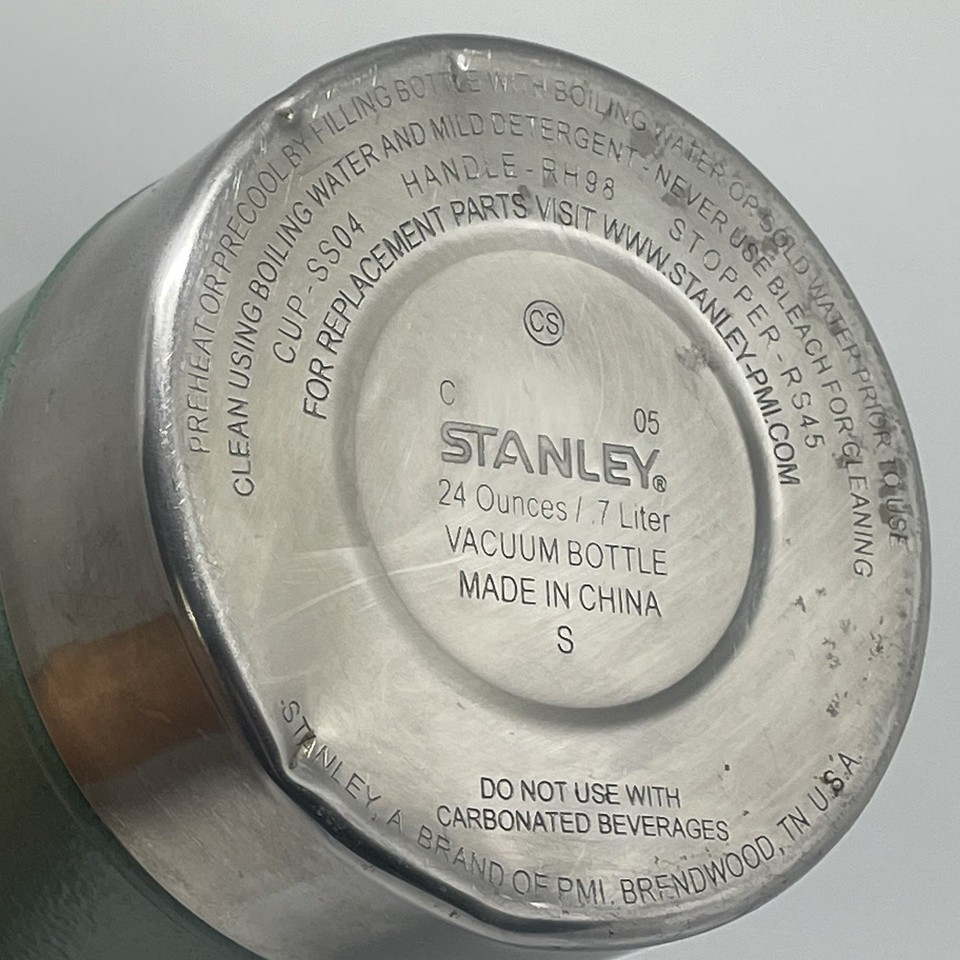 PREHEAT OR PRECOOL BY FILLING BOTTLE WITH BOILING WATER OR SOLD WATER PRIOR TO USE
CLEAN USING BOILING WATER AND MILD DETERGENT - NEVER USE BLEACH FOR CLEANING
CUP - SS04 HANDLE - RH98 STOPPER - RS45
FOR REPLACEMENT PARTS VISIT WWW.STANLEY-PMI.COM
CS
C 05
STANLEY®
24 Ounces / .7 Liter
VACUUM BOTTLE
MADE IN CHINA
S
DO NOT USE WITH
CARBONATED BEVERAGES
STANLEY, A BRAND OF PMI. BRENDWOOD, TN U.S.A.